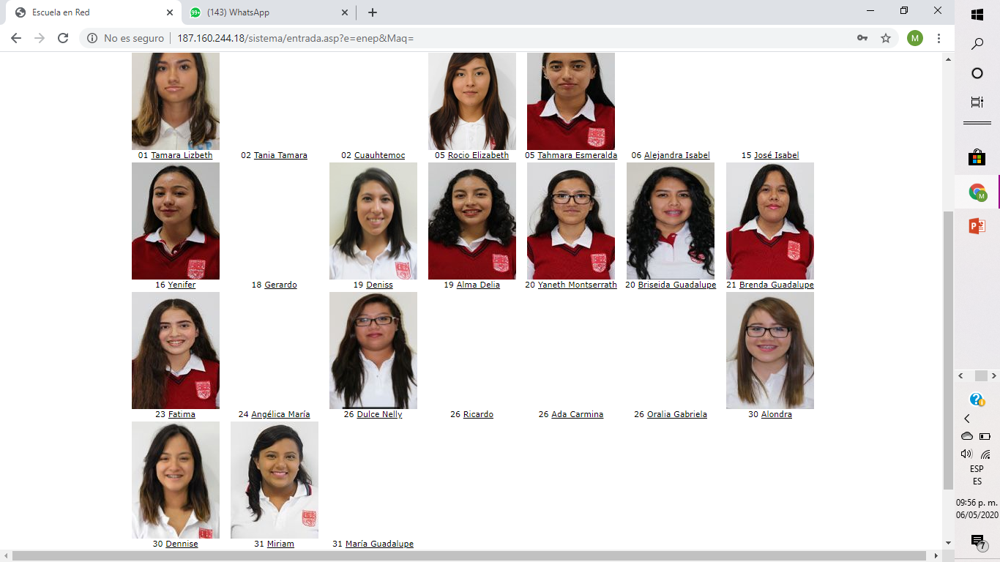 Escuela en Red
99+
(143) WhatsApp
No es seguro | 187.160.244.18/sistema/entrada.asp?e=enep&Maq=
M
01 Tamara Lizbeth
02 Tania Tamara
02 Cuauhtemoc
05 Rocio Elizabeth
05 Tahmara Esmeralda
06 Alejandra Isabel
15 José Isabel
16 Yenifer
18 Gerardo
19 Deniss
19 Alma Delia
20 Yaneth Montserrath
20 Briseida Guadalupe
21 Brenda Guadalupe
23 Fatima
24 Angélica María
26 Dulce Nelly
26 Ricardo
26 Ada Carmina
26 Oralia Gabriela
30 Alondra
30 Dennise
31 Miriam
31 María Guadalupe
M
ESP
ES
09:56 p. m.
06/05/2020
7